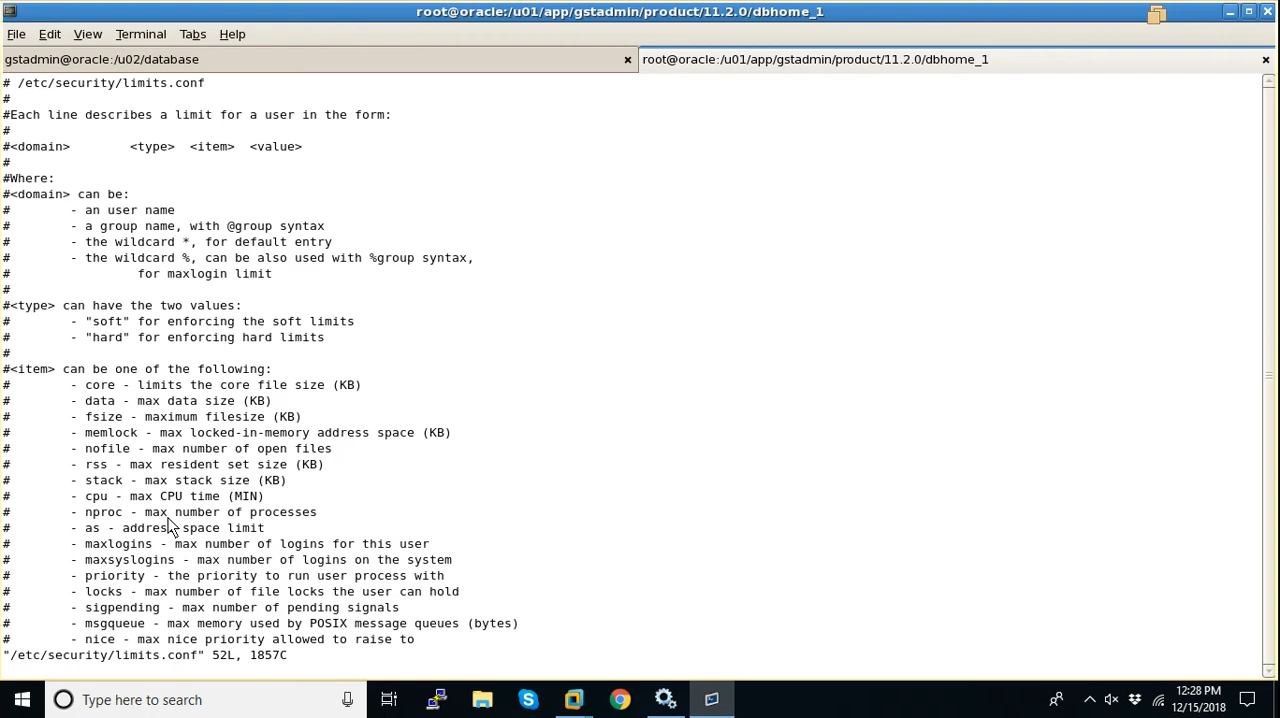 root@oracle:/u01/app/gstadmin/product/11.2.0/dbhome_1
File Edit View Terminal Tabs Help
gstadmin@oracle:/u02/database
root@oracle:/u01/app/gstadmin/product/11.2.0/dbhome_1
# /etc/security/limits.conf
#
#Each line describes a limit for a user in the form:
#
#<domain>        <type>  <item>  <value>
#
#Where:
#<domain> can be:
#        - an user name
#        - a group name, with @group syntax
#        - the wildcard *, for default entry
#        - the wildcard %, can be also used with %group syntax,
#                 for maxlogin limit
#
#<type> can have the two values:
#        - "soft" for enforcing the soft limits
#        - "hard" for enforcing hard limits
#
#<item> can be one of the following:
#        - core - limits the core file size (KB)
#        - data - max data size (KB)
#        - fsize - maximum filesize (KB)
#        - memlock - max locked-in-memory address space (KB)
#        - nofile - max number of open files
#        - rss - max resident set size (KB)
#        - stack - max stack size (KB)
#        - cpu - max CPU time (MIN)
#        - nproc - max number of processes
#        - as - address space limit
#        - maxlogins - max number of logins for this user
#        - maxsyslogins - max number of logins on the system
#        - priority - the priority to run user process with
#        - locks - max number of file locks the user can hold
#        - sigpending - max number of pending signals
#        - msgqueue - max memory used by POSIX message queues (bytes)
#        - nice - max nice priority allowed to raise to
"/etc/security/limits.conf" 52L, 1857C
Type here to search
12:28 PM
12/15/2018